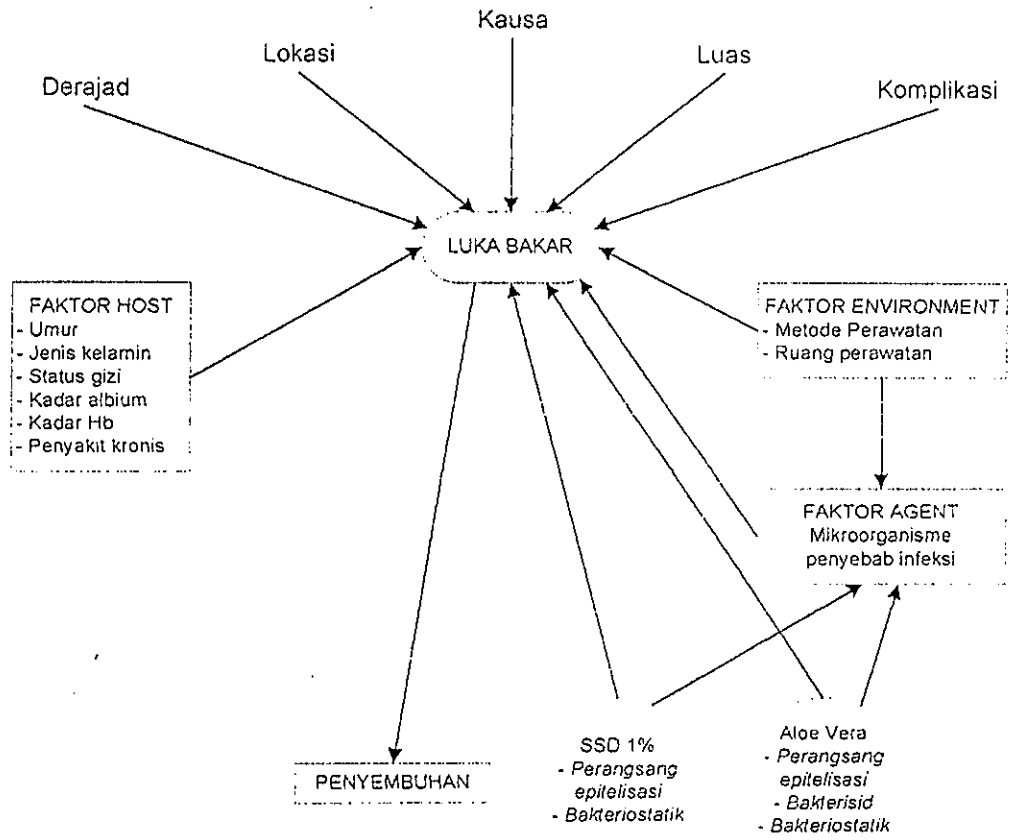 Kausa
Lokasi
Luas
Derajad
Komplikasi
LUKA BAKAR
FAKTOR HOST
- Umur
- Jenis kelamin
- Status gizi
- Kadar albium
- Kadar Hb
- Penyakit kronis
FAKTOR ENVIRONMENT
- Metode Perawatan
- Ruang perawatan
FAKTOR AGENT
Mikroorganisme
penyebab infeksi
PENYEMBUHAN
SSD 1%
- Perangsang
epitelisasi
- Bakteriostatik
Aloe Vera
- Perangsang
epitelisasi
- Bakterisid
- Bakteriostatik